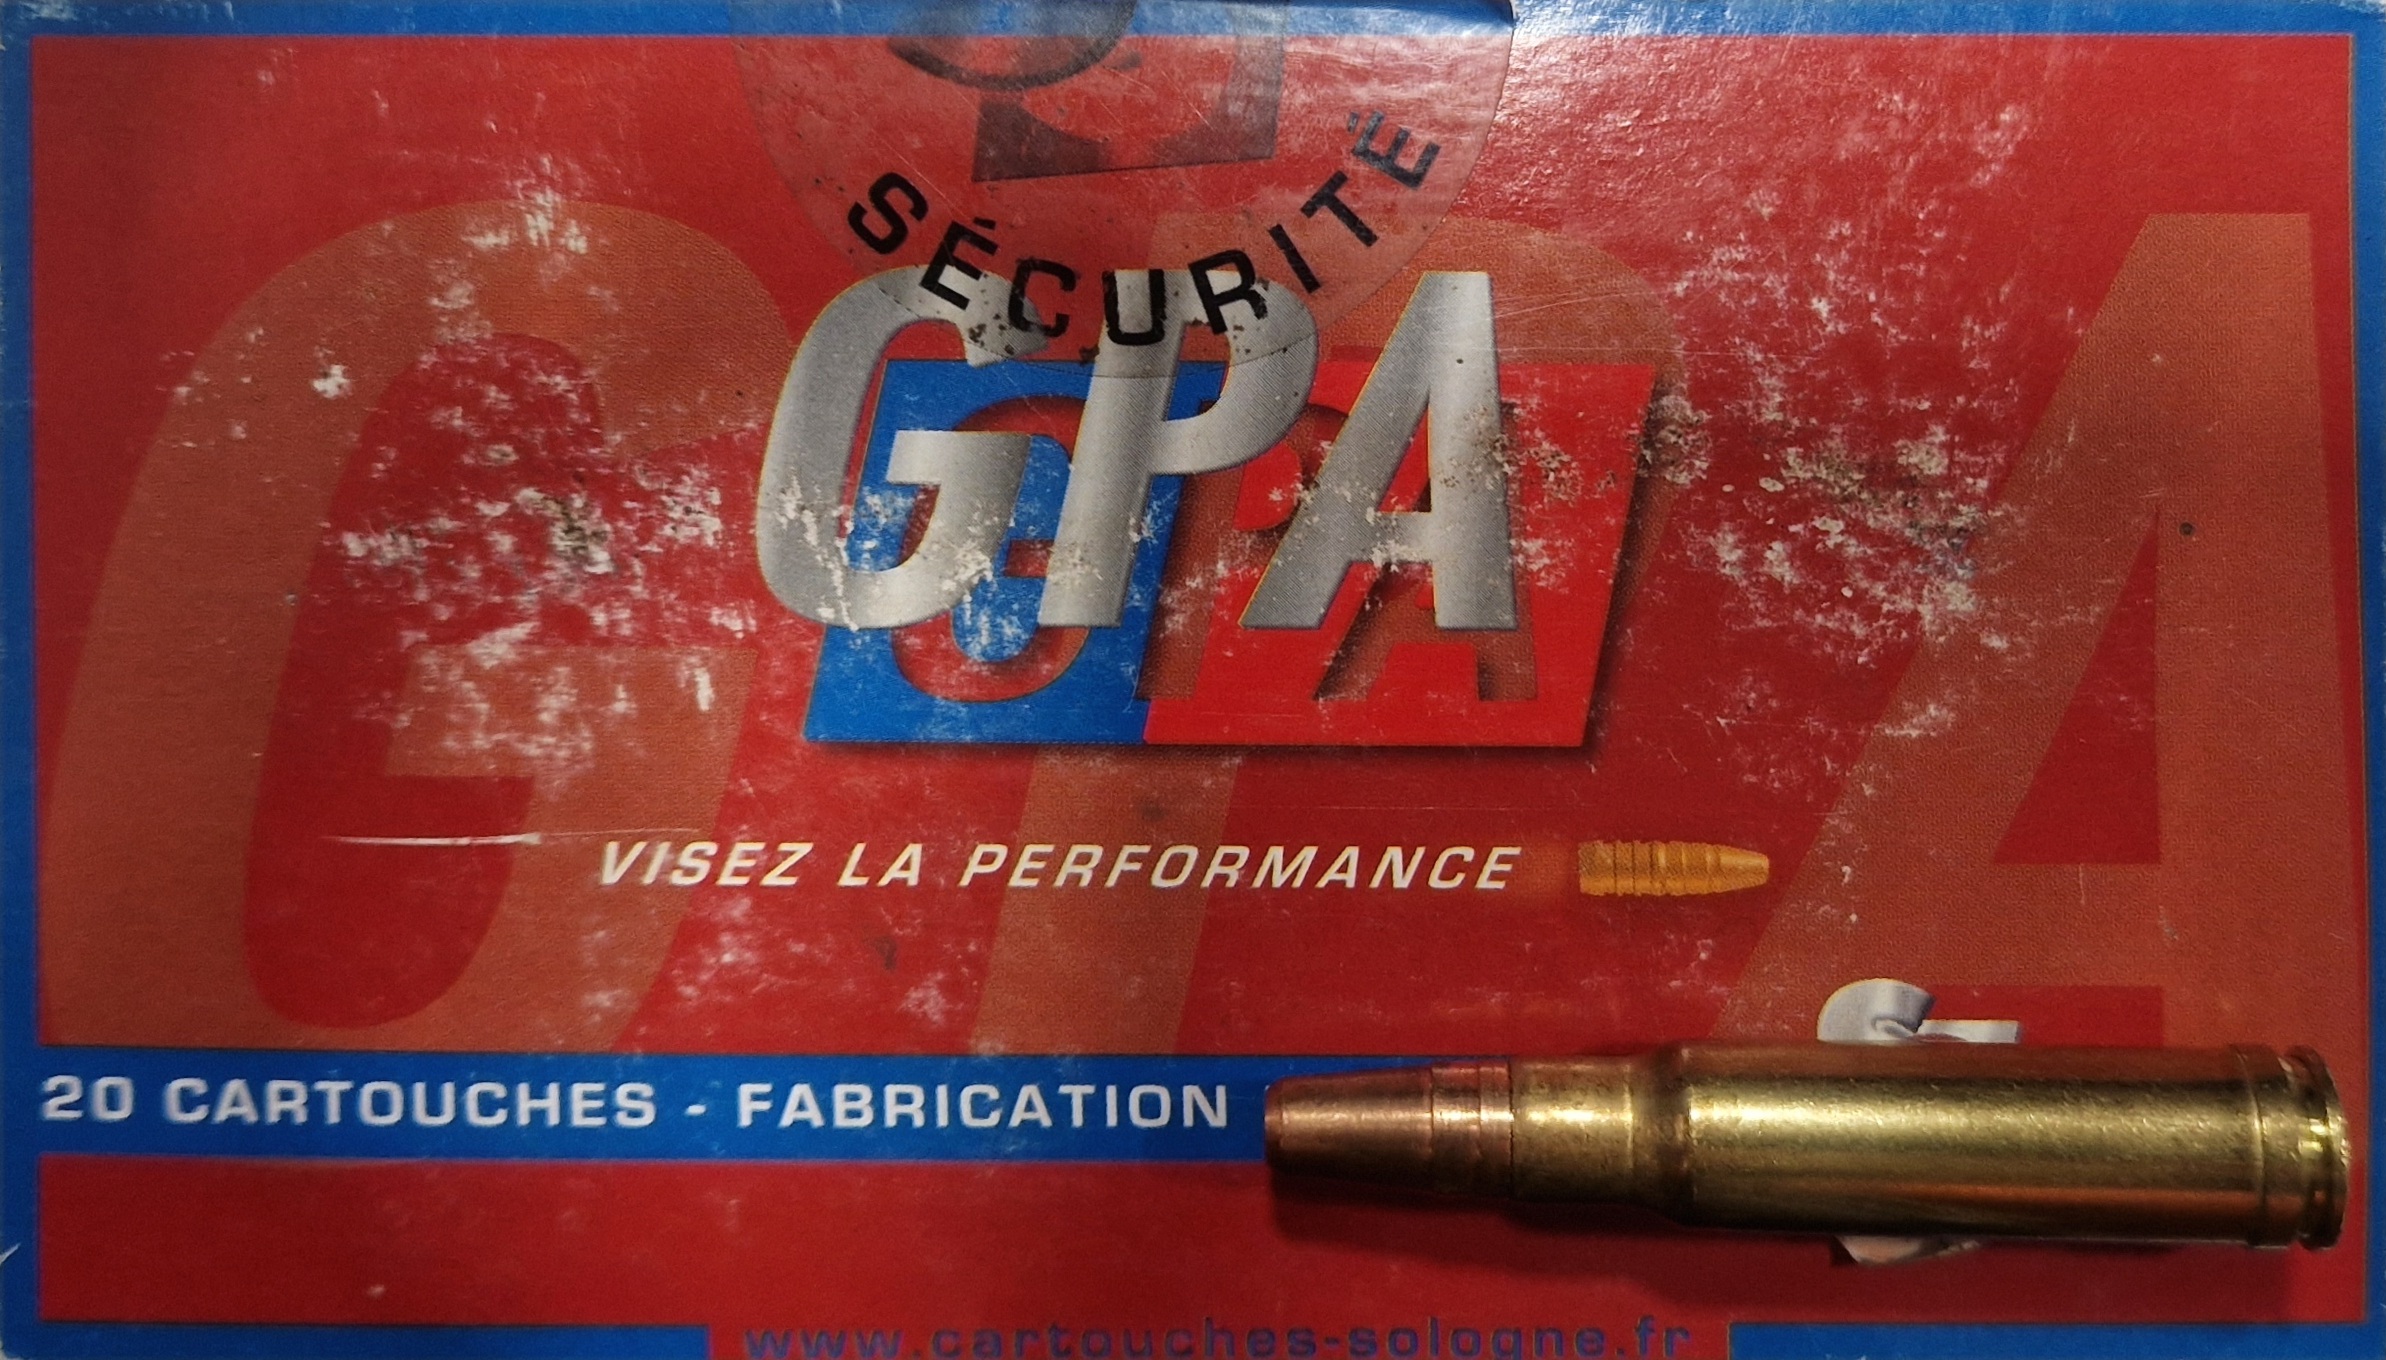 SÉCURITÉ
GPA
VISEZ LA PERFORMANCE
20 CARTOUCHES - FABRICATION
www.cartouches-sologne.fr